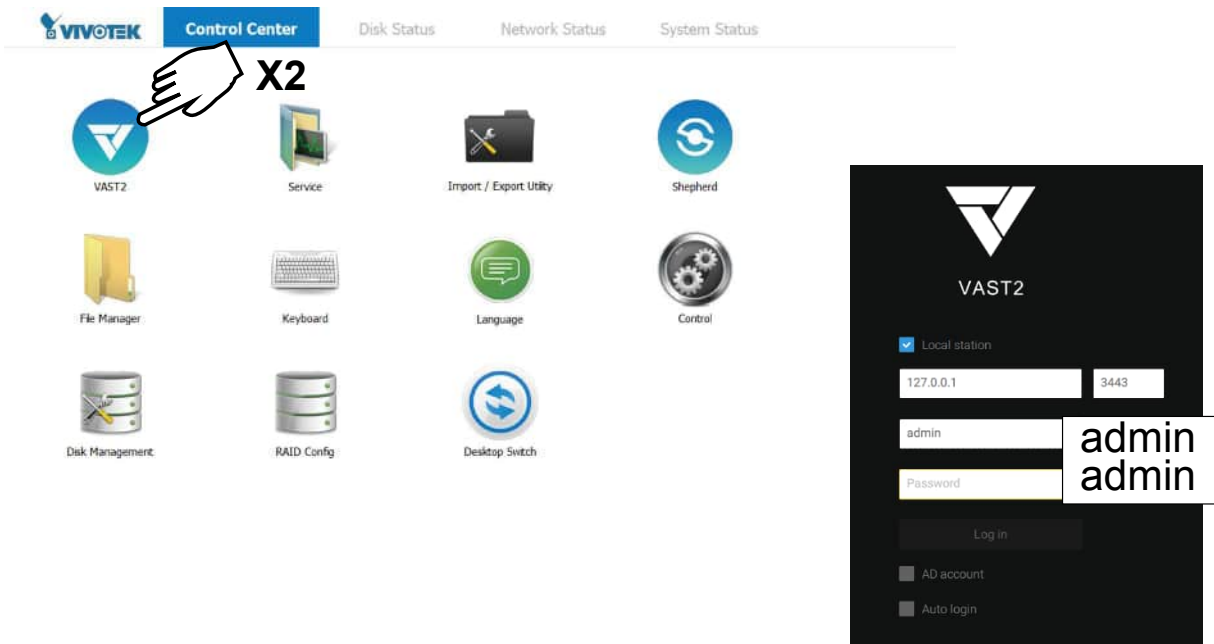 VIVOTEK Control Center Disk Status Network Status System Status
X2
VAST2 Service Import / Export Utility Shepherd
File Manager Keyboard Language Control
Disk Management RAID Config Desktop Switch
VAST2
Local station
127.0.0.1 3443
admin
admin
Password
admin
Log in
AD account
Auto login